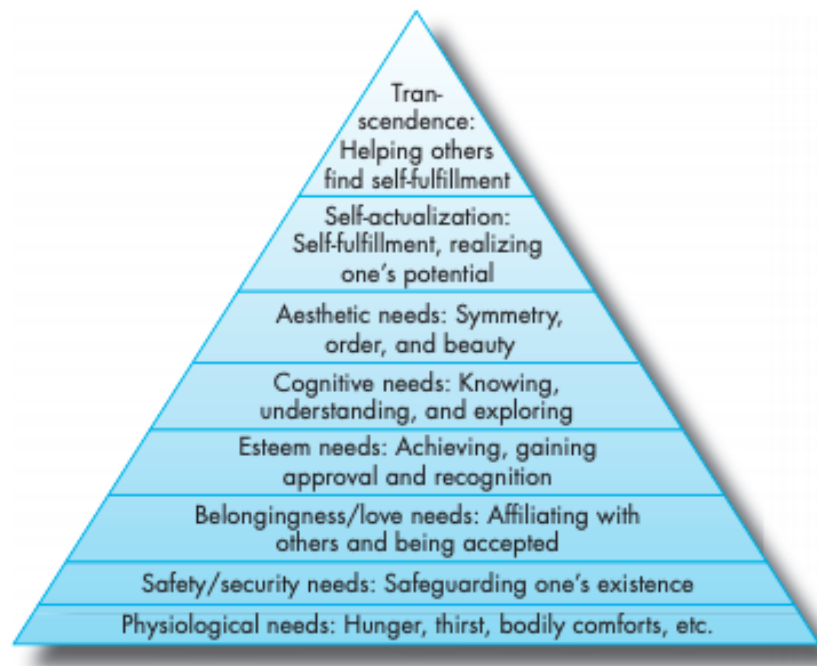 Tran-
scendence:
Helping others
find self-fulfillment
Self-actualization:
Self-fulfillment, realizing
one's potential
Aesthetic needs: Symmetry,
order, and beauty
Cognitive needs: Knowing,
understanding, and exploring
Esteem needs: Achieving, gaining
approval and recognition
Belongingness/love needs: Affiliating with
others and being accepted
Safety/security needs: Safeguarding one's existence
Physiological needs: Hunger, thirst, bodily comforts, etc.